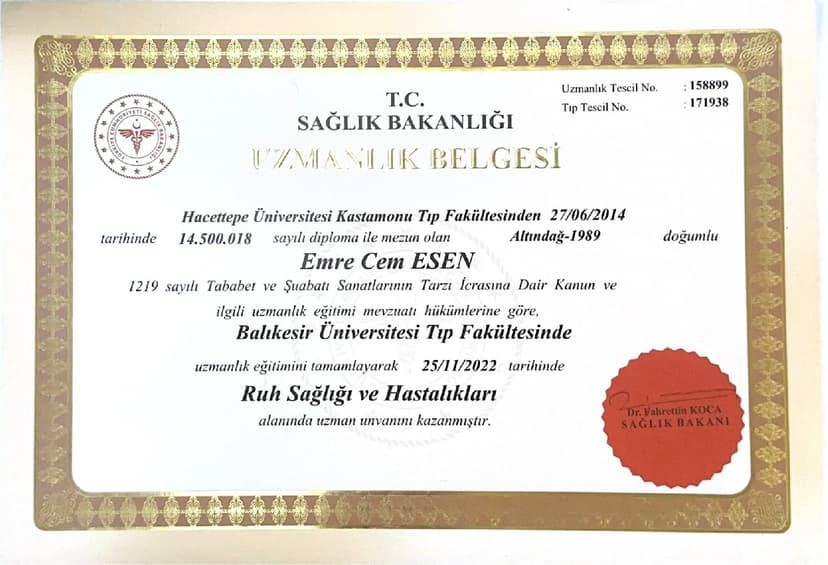 Uzmanlık Tescil No. : 158899
Tıp Tescil No. : 171938
T.C.
SAĞLIK BAKANLIĞI
UZMANLIK BELGESİ
Hacettepe Üniversitesi Kastamonu Tıp Fakültesinden 27/06/2014
tarihinde 14.500.018 sayılı diploma ile mezun olan Altındağ-1989 doğumlu
Emre Cem ESEN
1219 sayılı Tababet ve Şuabatı Sanatlarının Tarzı İcrasına Dair Kanun ve
ilgili uzmanlık eğitimi mevzuatı hükümlerine göre,
Balıkesir Üniversitesi Tıp Fakültesinde
uzmanlık eğitimini tamamlayarak 25/11/2022 tarihinde
Ruh Sağlığı ve Hastalıkları
alanında uzman unvanını kazanmıştır.
Dr. Fahrettin KOCA
SAĞLIK BAKANI